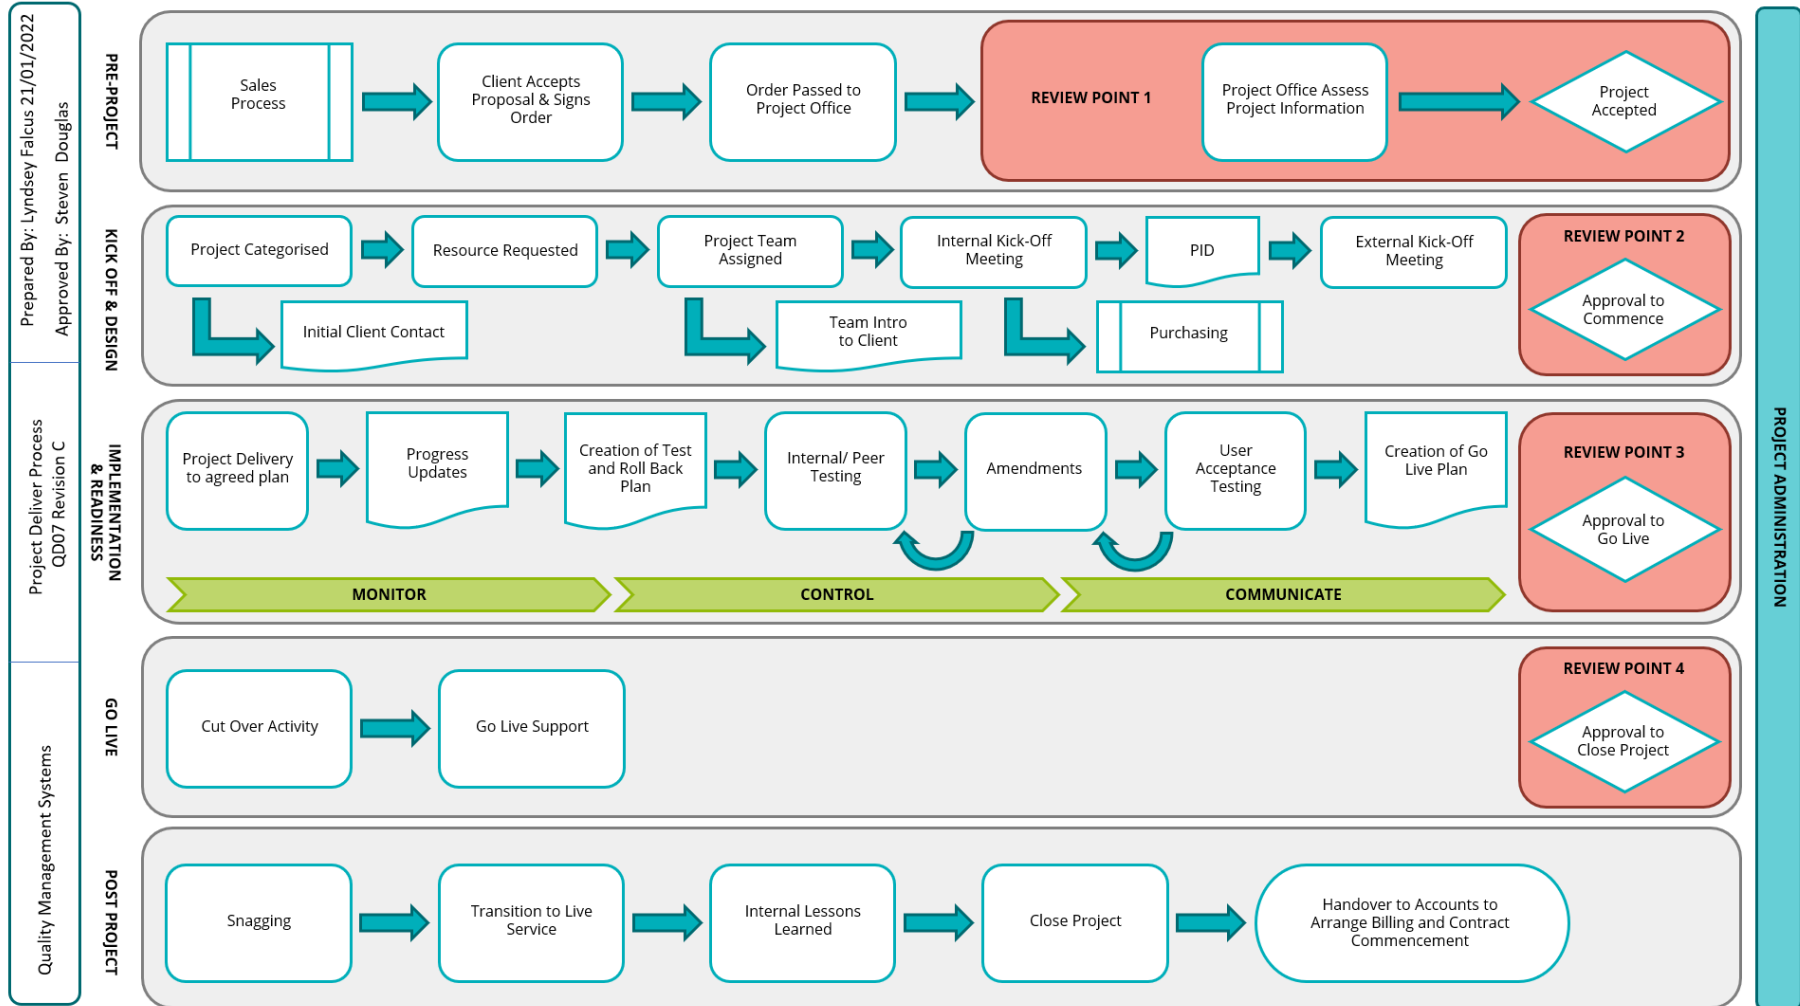 Prepared By: Lyndsey Falcus 21/01/2022
Approved By: Steven Douglas
Project Deliver Process
QD07 Revision C
Quality Management Systems
PRE-PROJECT
Sales
Process
Client Accepts
Proposal & Signs
Order
Order Passed to
Project Office
REVIEW POINT 1
Project Office Assess
Project Information
Project
Accepted
KICK OFF & DESIGN
Project Categorised
Resource Requested
Project Team
Assigned
Internal Kick-Off
Meeting
PID
External Kick-Off
Meeting
Initial Client Contact
Team Intro
to Client
Purchasing
REVIEW POINT 2
Approval to
Commence
IMPLEMENTATION
& READINESS
Project Delivery
to agreed plan
Progress
Updates
Creation of Test
and Roll Back
Plan
Internal/ Peer
Testing
Amendments
User
Acceptance
Testing
Creation of Go
Live Plan
MONITOR
CONTROL
COMMUNICATE
REVIEW POINT 3
Approval to
Go Live
GO LIVE
Cut Over Activity
Go Live Support
REVIEW POINT 4
Approval to
Close Project
POST PROJECT
Snagging
Transition to Live
Service
Internal Lessons
Learned
Close Project
Handover to Accounts to
Arrange Billing and Contract
Commencement
PROJECT ADMINISTRATION